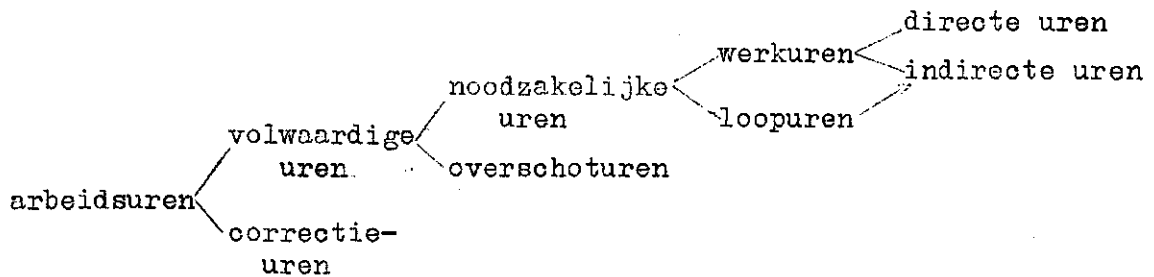 directe uren
werkuren
indirecte uren
noodzakelijke
uren
loopuren
volwaardige
uren
overschoturen
arbeidsuren
correctie-
uren